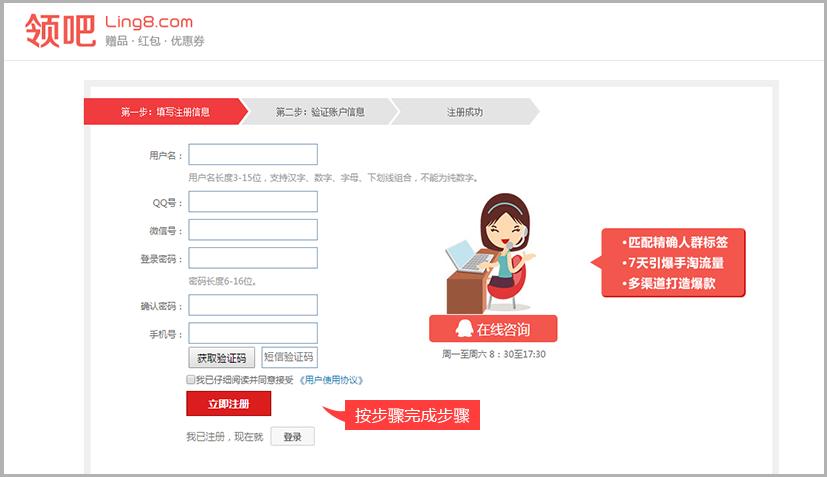 领吧
Ling8.com
赠品·红包·优惠券
第一步：填写注册信息
第二步：验证账户信息
注册成功
用户名：
用户名长度3-15位，支持汉字、数字、字母、下划线组合，不能为纯数字。
QQ号：
微信号：
登录密码：
密码长度6-16位。
确认密码：
手机号：
获取验证码 短信验证码
我已仔细阅读并同意接受 《用户使用协议》
立即注册
我已注册，现在就 登录
按步骤完成步骤
在线咨询
周一至周六 8：30至17:30
·匹配精确人群标签
·7天引爆手淘流量
·多渠道打造爆款